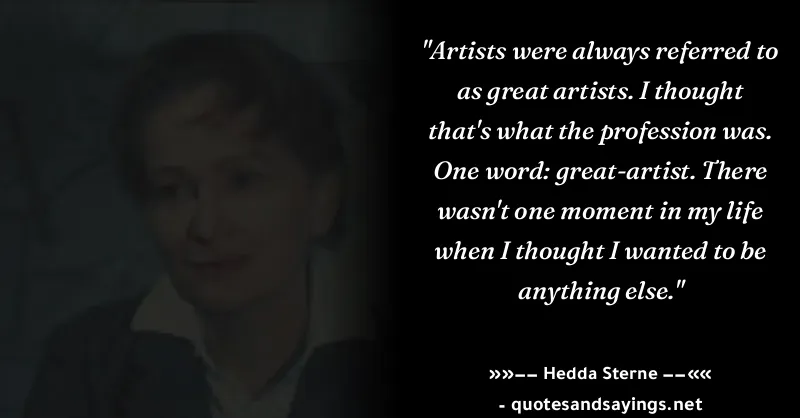 "Artists were always referred to
as great artists. I thought
that's what the profession was.
One word: great-artist. There
wasn't one moment in my life
when I thought I wanted to be
anything else."
»»−− Hedda Sterne −−««
- quotesandsayings.net